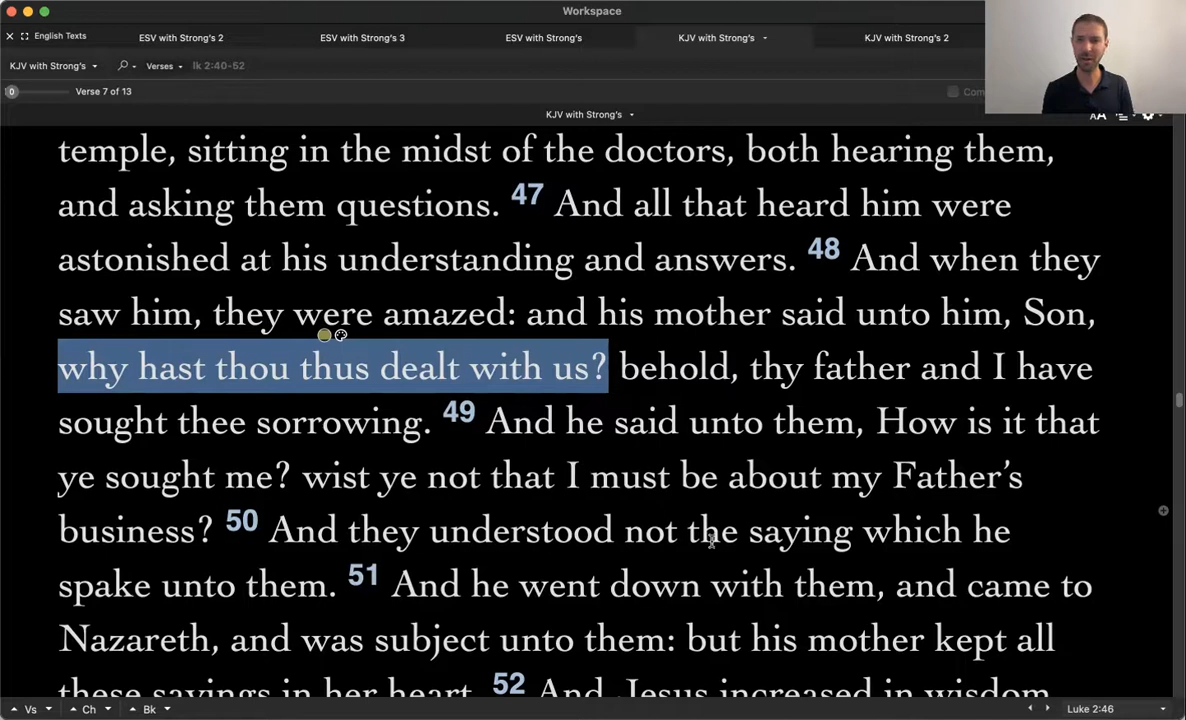 Workspace
English Texts
ESV with Strong's 2
ESV with Strong's 3
ESV with Strong's
KJV with Strong's
KJV with Strong's 2
KJV with Strong's
Verses
lk 2:40-52
0
Verse 7 of 13
Com
KJV with Strong's
AA
temple, sitting in the midst of the doctors, both hearing them,
and asking them questions. 47 And all that heard him were
astonished at his understanding and answers. 48 And when they
saw him, they were amazed: and his mother said unto him, Son,
why hast thou thus dealt with us? behold, thy father and I have
sought thee sorrowing. 49 And he said unto them, How is it that
ye sought me? wist ye not that I must be about my Father’s
business? 50 And they understood not the saying which he
spake unto them. 51 And he went down with them, and came to
Nazareth, and was subject unto them: but his mother kept all
these sayings in her heart. 52 And Jesus increased in wisdom
Vs
Ch
Bk
Luke 2:46